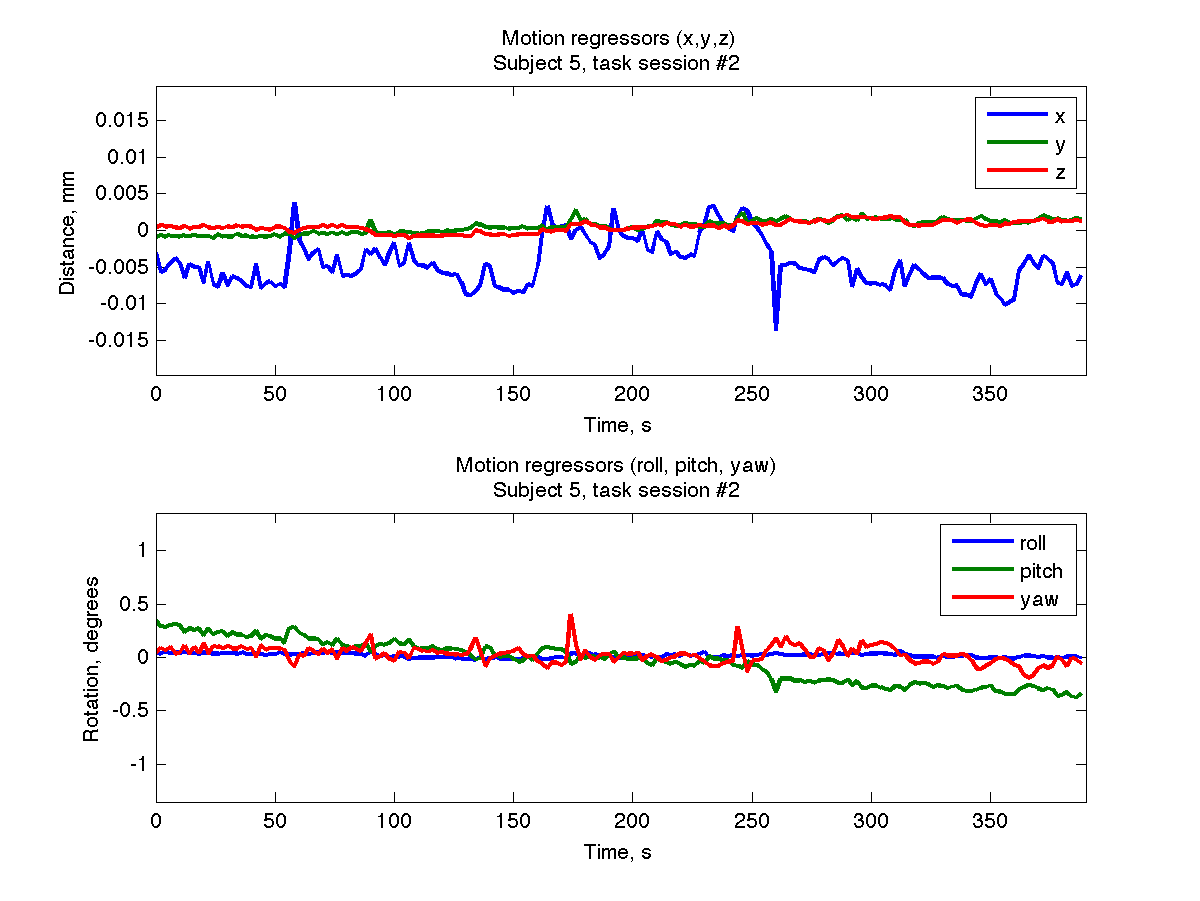 Motion regressors (x,y,z)
Subject 5, task session #2
Distance, mm
0.015
0.01
0.005
0
-0.005
-0.01
-0.015
x
y
z
0 50 100 150 200 250 300 350
Time, s
Motion regressors (roll, pitch, yaw)
Subject 5, task session #2
Rotation, degrees
1
0.5
0
-0.5
-1
roll
pitch
yaw
0 50 100 150 200 250 300 350
Time, s